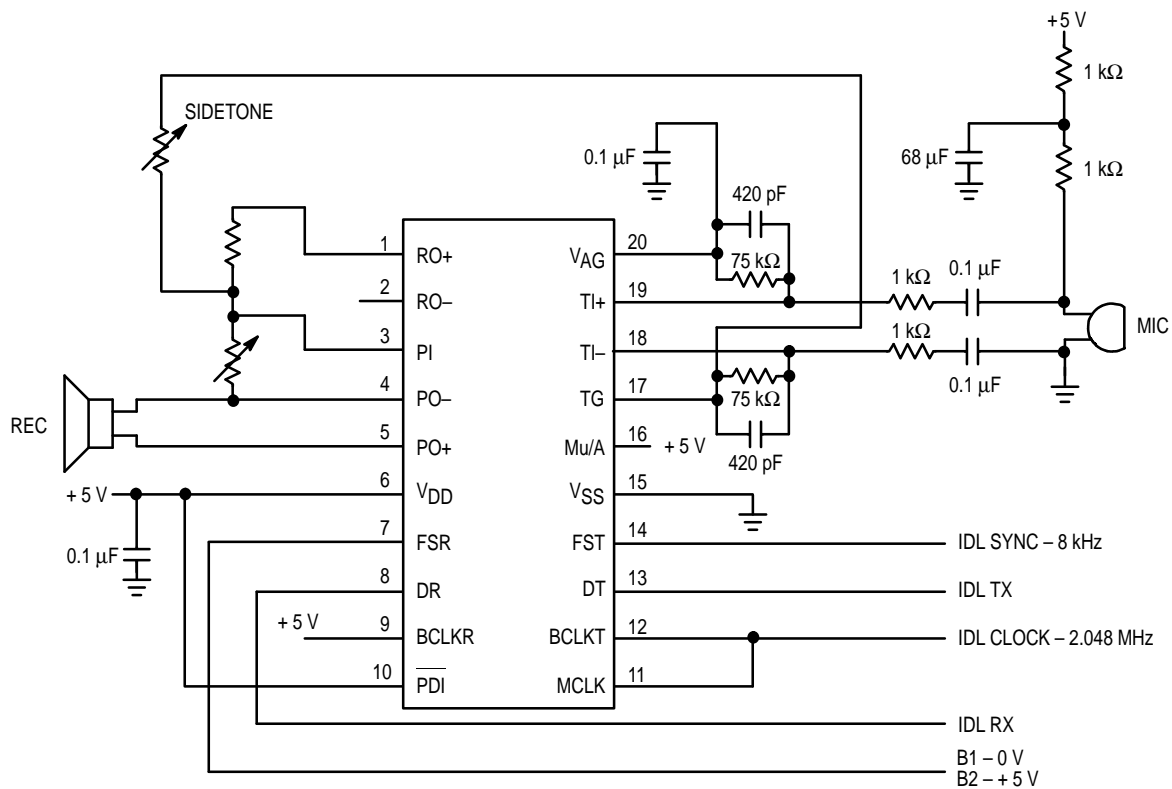 +5 V
1 kΩ
SIDETONE
0.1 µF
68 µF
1 kΩ
420 pF
1 RO+
VAG 20
75 kΩ
1 kΩ
0.1 µF
2 RO–
TI+ 19
MIC
1 kΩ
3 PI
TI– 18
0.1 µF
4 PO–
TG 17
75 kΩ
REC
5 PO+
Mu/A 16
+ 5 V
420 pF
+ 5 V
6 VDD
VSS 15
7 FSR
FST 14
IDL SYNC – 8 kHz
0.1 µF
8 DR
DT 13
IDL TX
+ 5 V
9 BCLKR
BCLKT 12
IDL CLOCK – 2.048 MHz
10 PDI
MCLK 11
IDL RX
B1 – 0 V
B2 – + 5 V